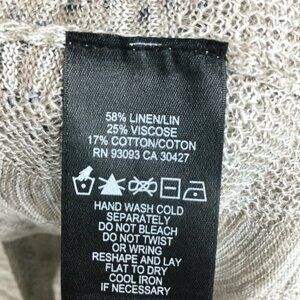 58% LINEN/LIN
25% VISCOSE
17% COTTON/COTON
RN 93093 CA 30427
HAND WASH COLD
SEPARATELY
DO NOT BLEACH
DO NOT TWIST
OR WRING
RESHAPE AND LAY
FLAT TO DRY
COOL IRON
IF NECESSARY